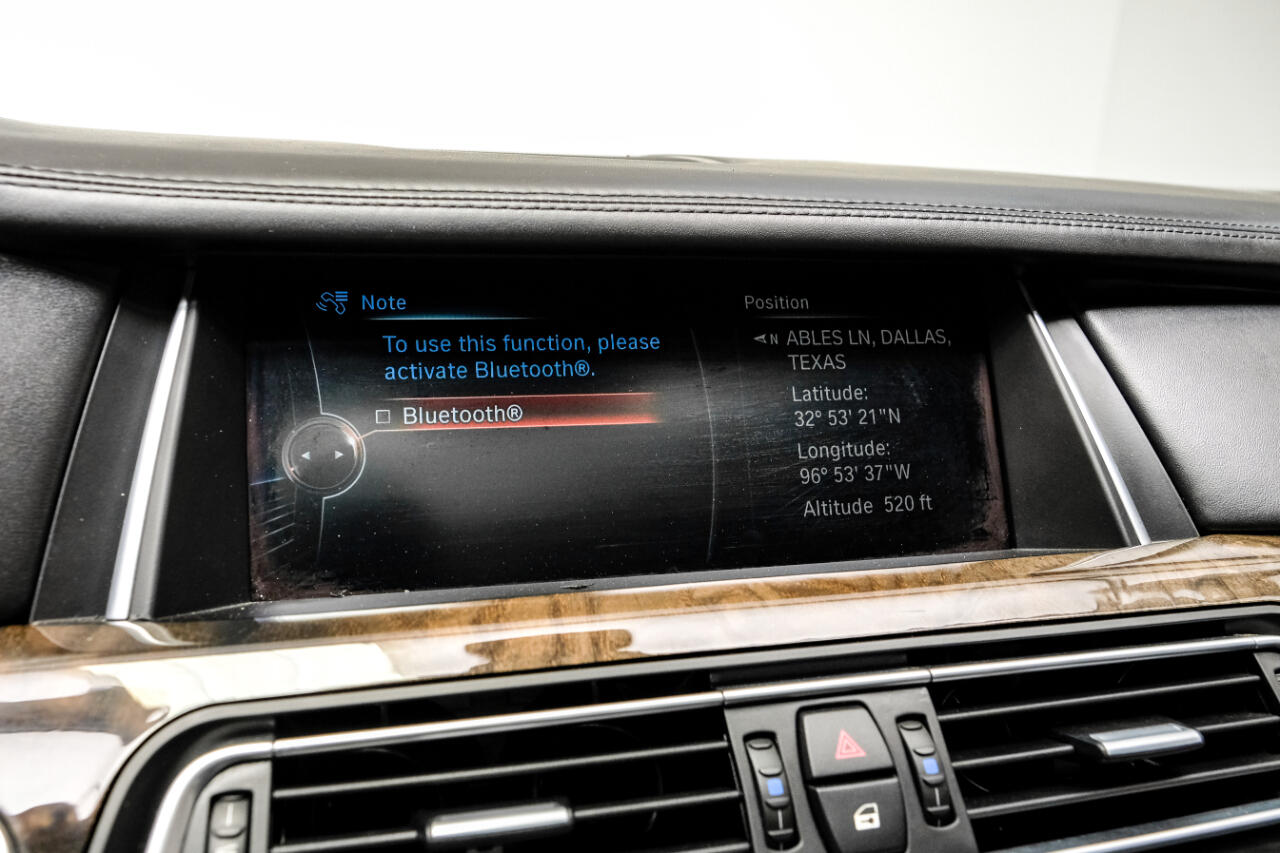 Note
To use this function, please
activate Bluetooth®.
Bluetooth®
Position
N ABLES LN, DALLAS,
TEXAS
Latitude:
32° 53' 21"N
Longitude:
96° 53' 37"W
Altitude 520 ft